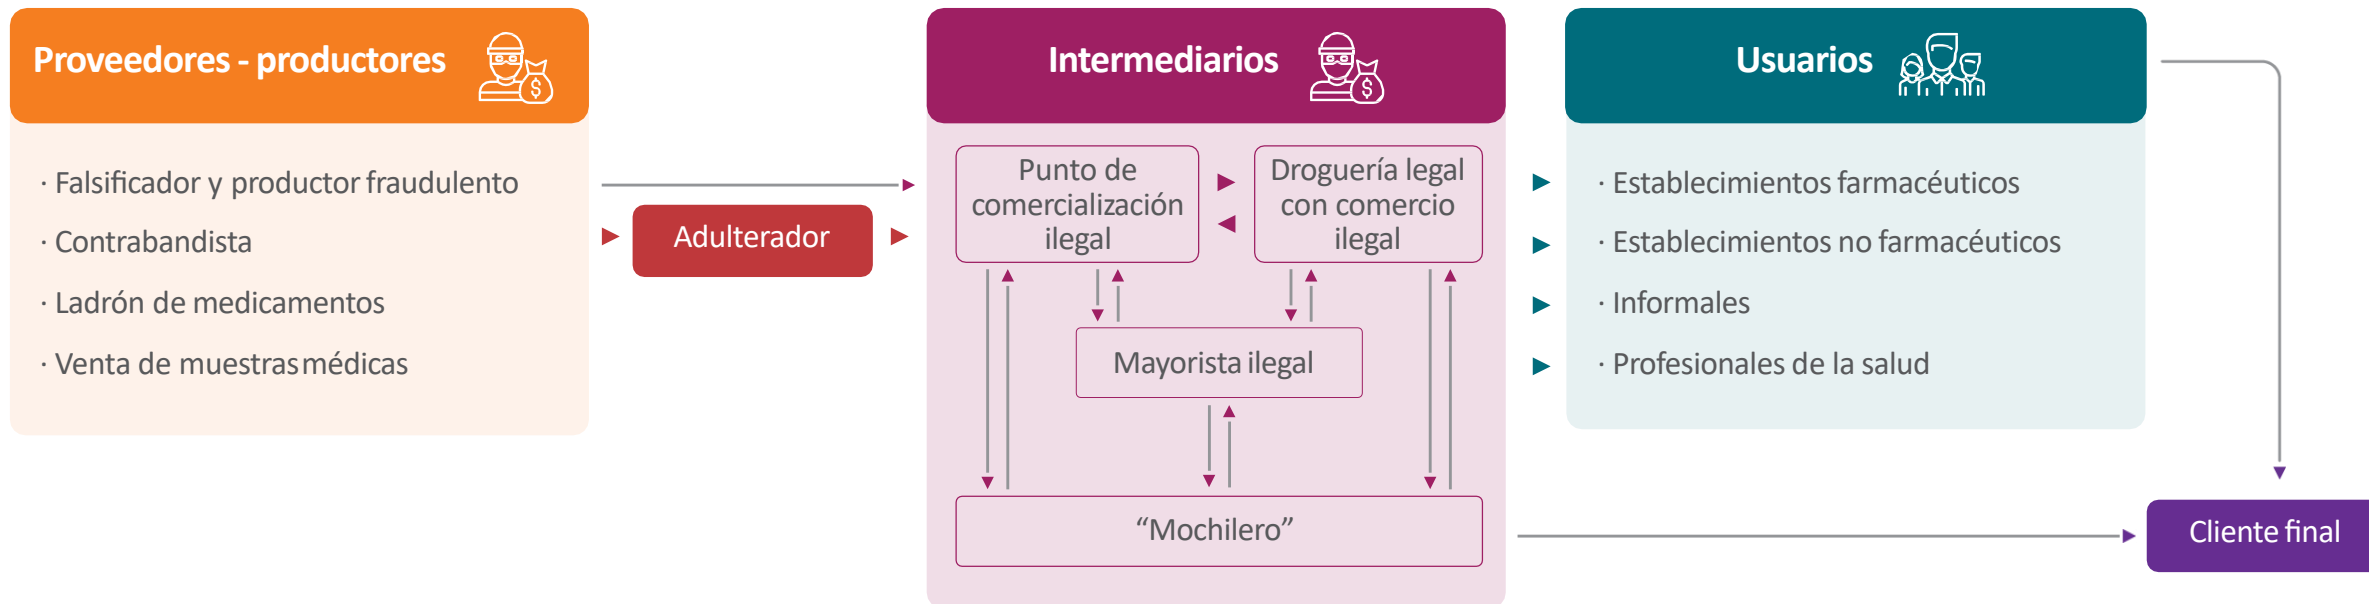 Proveedores - productores
· Falsificador y productor fraudulento
· Contrabandista
· Ladrón de medicamentos
· Venta de muestras médicas
Adulterador
Intermediarios
Punto de
comercialización
ilegal
Droguería legal
con comercio
ilegal
Mayorista ilegal
“Mochilero”
Usuarios
· Establecimientos farmacéuticos
· Establecimientos no farmacéuticos
· Informales
· Profesionales de la salud
Cliente final
$
$